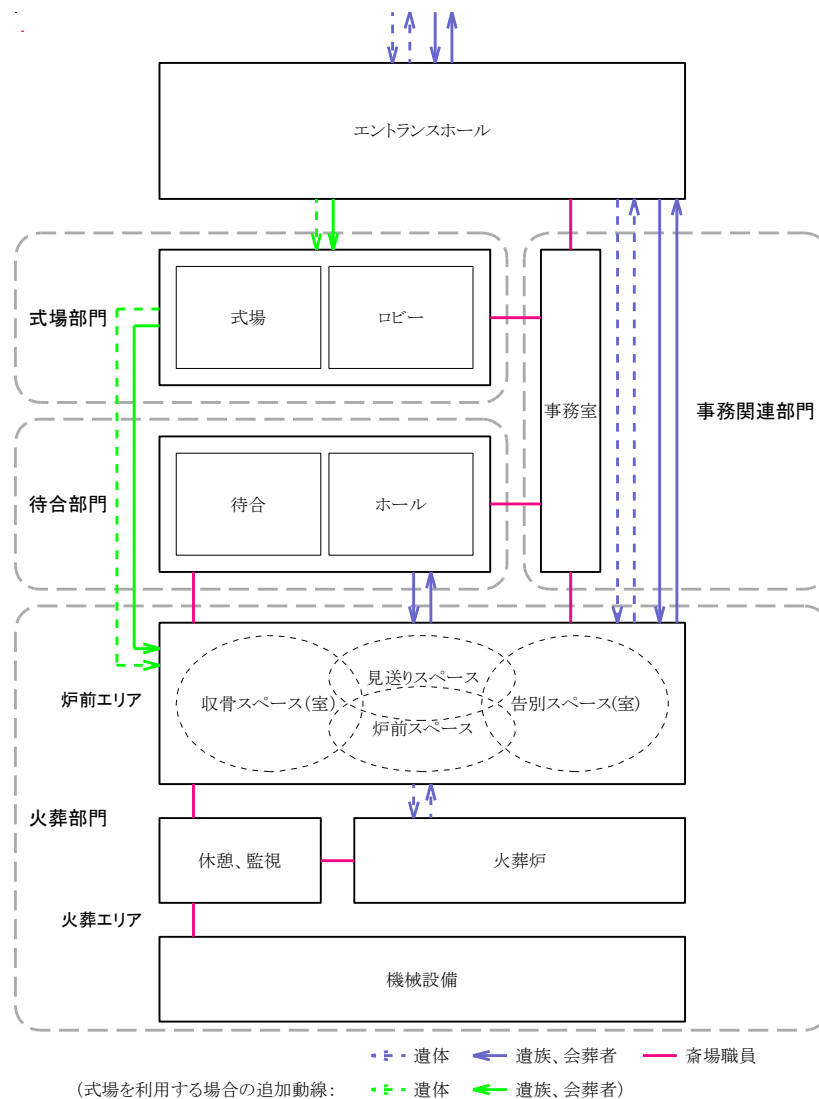 エントランスホール
式場部門
式場
ロビー
事務室
事務関連部門
待合部門
待合
ホール
炉前エリア
収骨スペース(室)
見送りスペース
炉前スペース
告別スペース(室)
火葬部門
休憩、監視
火葬炉
火葬エリア
機械設備
遺体
遺族、会葬者
斎場職員
(式場を利用する場合の追加動線:
遺体
遺族、会葬者)